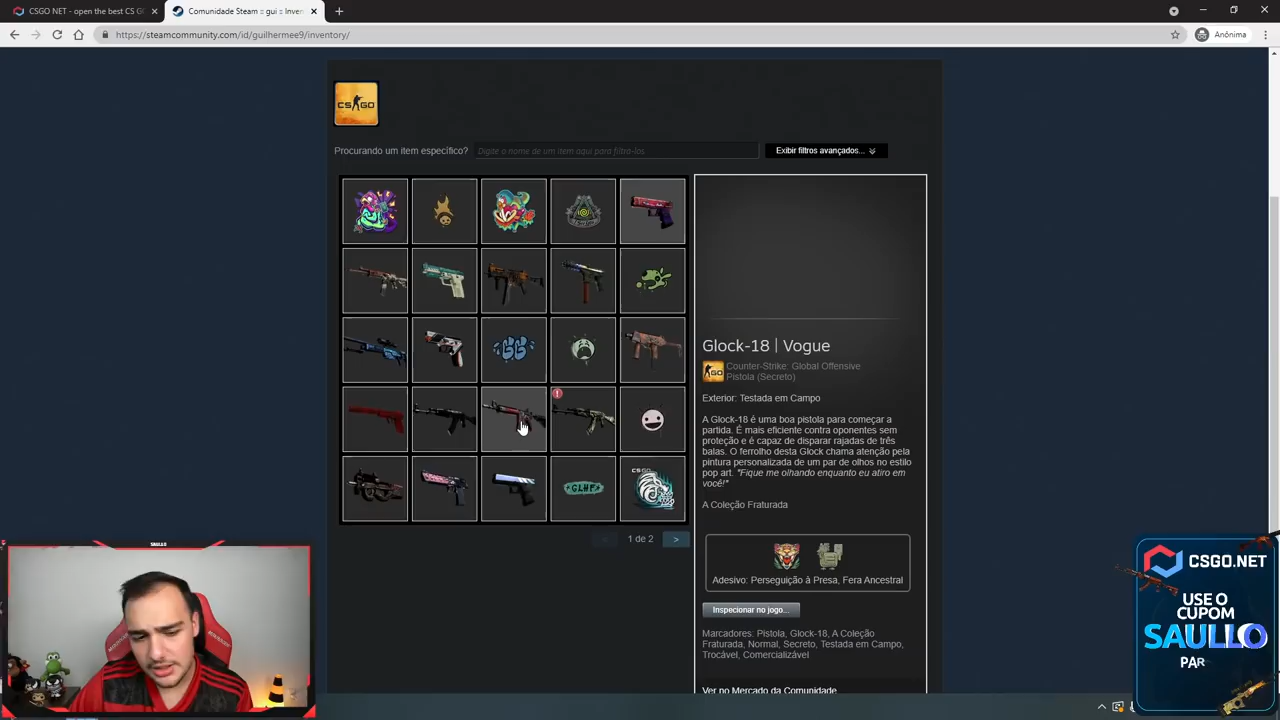 CSGO NET - open the best CS G
Comunidade Steam :: gui :: Inver
https://steamcommunity.com/id/guilhermee9/inventory/
Anônima
CS GO
Procurando um item específico?
Digite o nome de um item aqui para filtrá-los
Exibir filtros avançados...
Glock-18 | Vogue
Counter-Strike: Global Offensive
Pistola (Secreto)
Exterior: Testada em Campo
A Glock-18 é uma boa pistola para começar a
partida. É mais eficiente contra oponentes sem
proteção e é capaz de disparar rajadas de três
balas. O ferrolho desta Glock chama atenção pela
pintura personalizada de um par de olhos no estilo
pop art. "Fique me olhando enquanto eu atiro em
você!"
A Coleção Fraturada
Adesivo: Perseguição à Presa, Fera Ancestral
Inspecionar no jogo...
Marcadores: Pistola, Glock-18, A Coleção
Fraturada, Normal, Secreto, Testada em Campo,
Trocável, Comercializável
Ver no Mercado da Comunidade
GLHF
CSGO
1 de 2
>
SAULLO
CSGO.NET
USE O
CUPOM
SAULLO
PAR